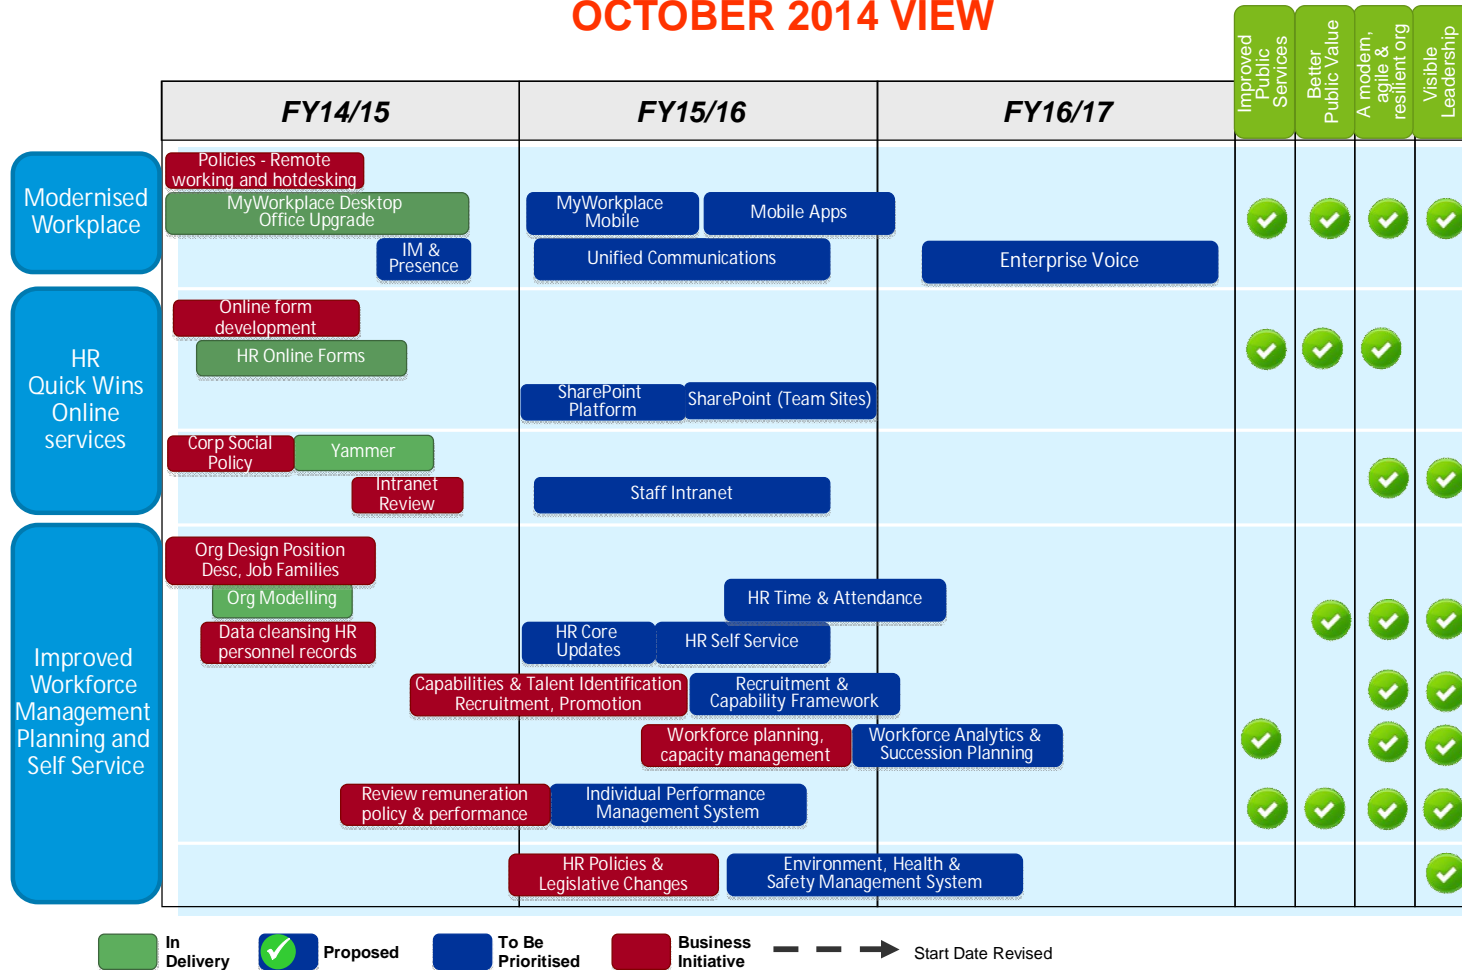 OCTOBER 2014 VIEW
Improved
Public
Services
Better
Public Value
A modern,
agile &
resilient org
Visible
Leadership
FY14/15
FY15/16
FY16/17
Modernised
Workplace
Policies - Remote
working and hotdesking
MyWorkplace Desktop
Office Upgrade
IM &
Presence
MyWorkplace
Mobile
Mobile Apps
Unified Communications
Enterprise Voice
HR
Quick Wins
Online
services
Online form
development
HR Online Forms
SharePoint
Platform
SharePoint (Team Sites)
Corp Social
Policy
Yammer
Intranet
Review
Staff Intranet
Improved
Workforce
Management
Planning and
Self Service
Org Design Position
Desc, Job Families
Org Modelling
Data cleansing HR
personnel records
HR Time & Attendance
HR Core
Updates
HR Self Service
Capabilities & Talent Identification
Recruitment, Promotion
Recruitment &
Capability Framework
Workforce planning,
capacity management
Workforce Analytics &
Succession Planning
Review remuneration
policy & performance
Individual Performance
Management System
HR Policies &
Legislative Changes
Environment, Health &
Safety Management System
In
Delivery
Proposed
To Be
Prioritised
Business
Initiative
Start Date Revised